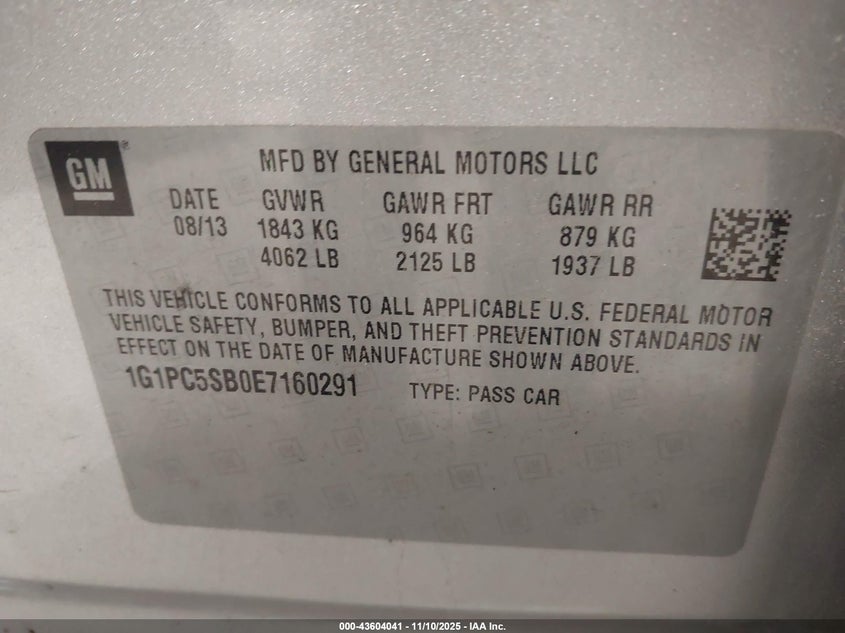 GM®
MFD BY GENERAL MOTORS LLC
DATE GVWR GAWR FRT GAWR RR
08/13 1843 KG 964 KG 879 KG
4062 LB 2125 LB 1937 LB
THIS VEHICLE CONFORMS TO ALL APPLICABLE U.S. FEDERAL MOTOR
VEHICLE SAFETY, BUMPER, AND THEFT PREVENTION STANDARDS IN
EFFECT ON THE DATE OF MANUFACTURE SHOWN ABOVE.
1G1PC5SB0E7160291 TYPE: PASS CAR
000-43604041 - 11/10/2025 - IAA Inc.